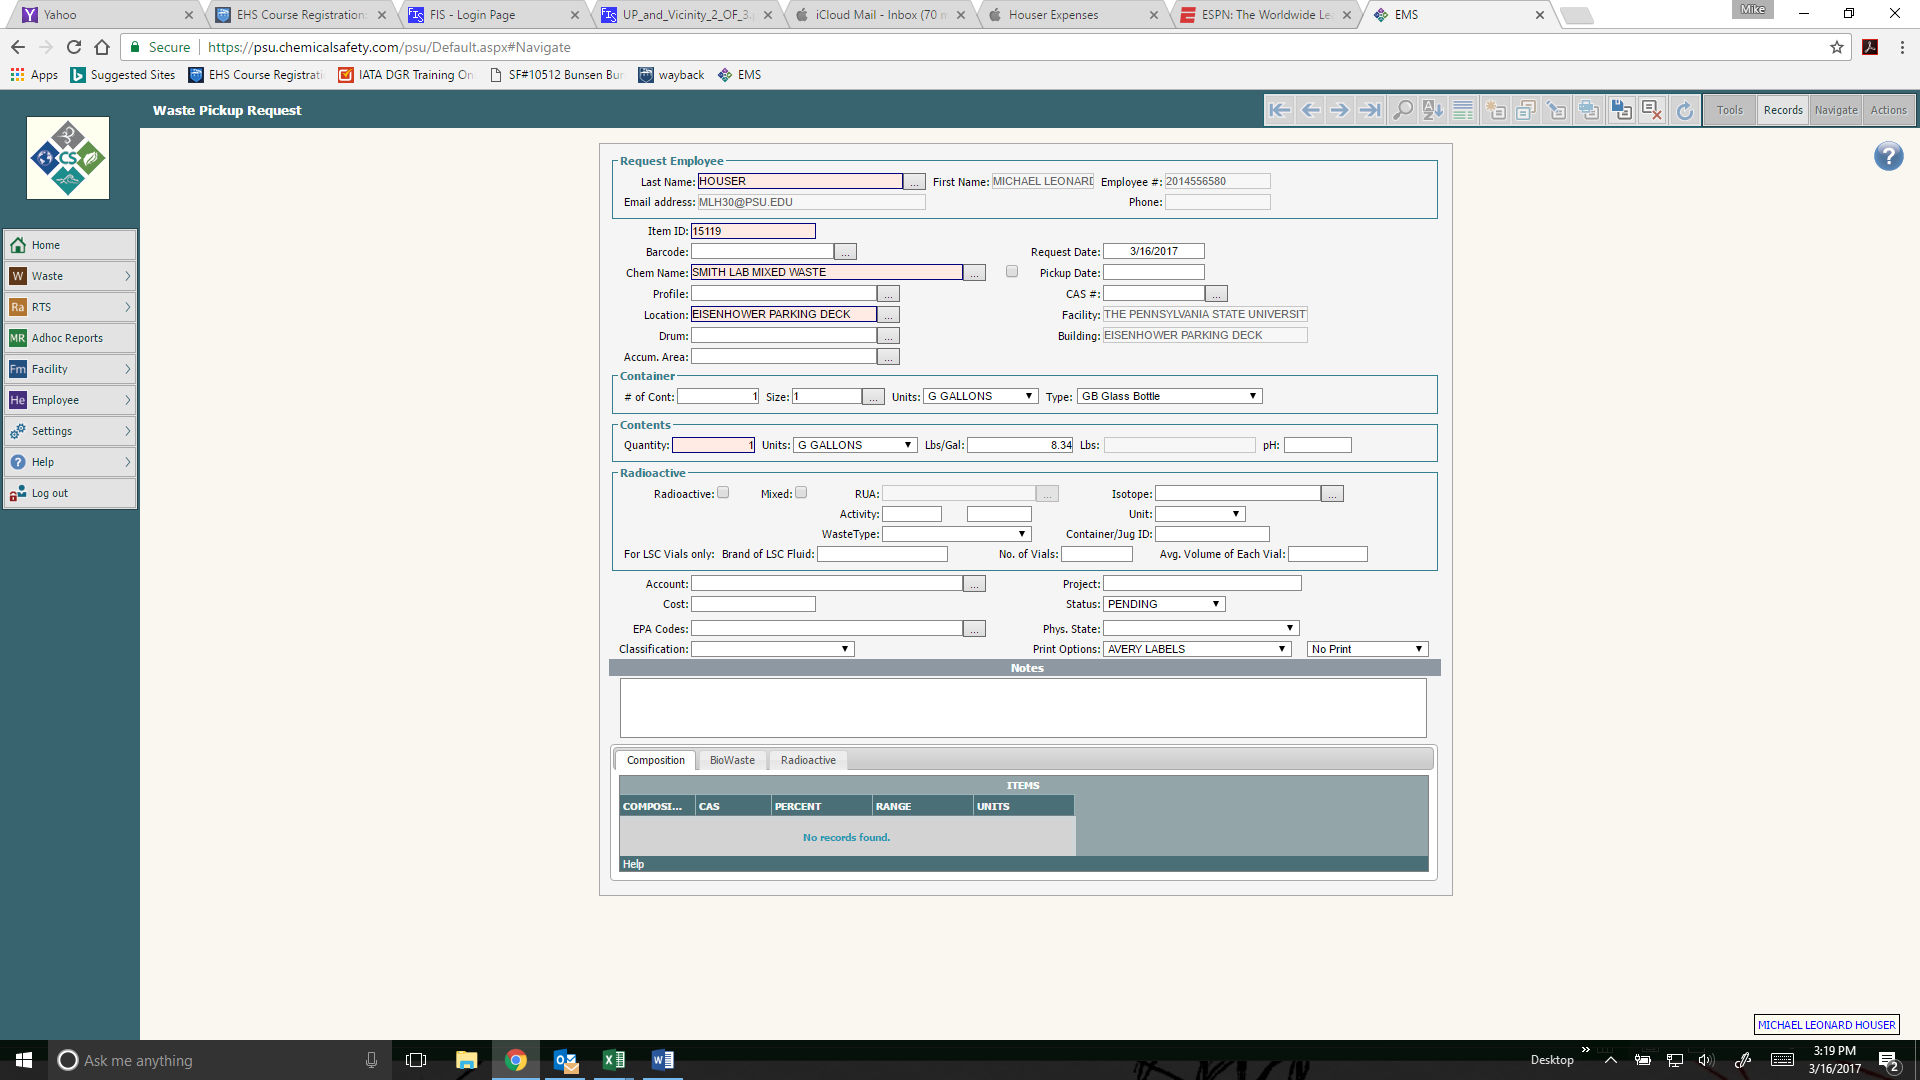 Yahoo
EHS Course Registration
FIS - Login Page
UP_and_Vicinity_2_OF_3.
iCloud Mail - Inbox (70 m
Houser Expenses
ESPN: The Worldwide Le
EMS
Mike
Secure
https://psu.chemicalsafety.com/psu/Default.aspx#Navigate
Apps
Suggested Sites
EHS Course Registrati
IATA DGR Training On
SF#10512 Bunsen Bur
wayback
EMS
Waste Pickup Request
Tools
Records
Navigate
Actions
CS
?
Home
W Waste
Ra RTS
MR Adhoc Reports
Fm Facility
He Employee
Settings
? Help
Log out
Request Employee
Last Name: HOUSER ... First Name: MICHAEL LEONARD Employee #: 2014556580
Email address: MLH30@PSU.EDU Phone:
Item ID: 15119
Barcode: ... Request Date: 3/16/2017
Chem Name: SMITH LAB MIXED WASTE ... Pickup Date:
Profile: ... CAS #: ...
Location: EISENHOWER PARKING DECK ... Facility: THE PENNSYLVANIA STATE UNIVERSIT
Drum: ... Building: EISENHOWER PARKING DECK
Accum. Area: ...
Container
# of Cont: 1 Size: 1 ... Units: G GALLONS Type: GB Glass Bottle
Contents
Quantity: 1 Units: G GALLONS Lbs/Gal: 8.34 Lbs: pH:
Radioactive
Radioactive: Mixed: RUA: ... Isotope: ...
Activity: Unit:
WasteType: Container/Jug ID:
For LSC Vials only: Brand of LSC Fluid: No. of Vials: Avg. Volume of Each Vial:
Account: ... Project:
Cost: Status: PENDING
EPA Codes: ... Phys. State:
Classification: Print Options: AVERY LABELS No Print
Notes
Composition BioWaste Radioactive
ITEMS
COMPOSI... CAS PERCENT RANGE UNITS
No records found.
Help
MICHAEL LEONARD HOUSER
Ask me anything
Desktop
3:19 PM
3/16/2017
2